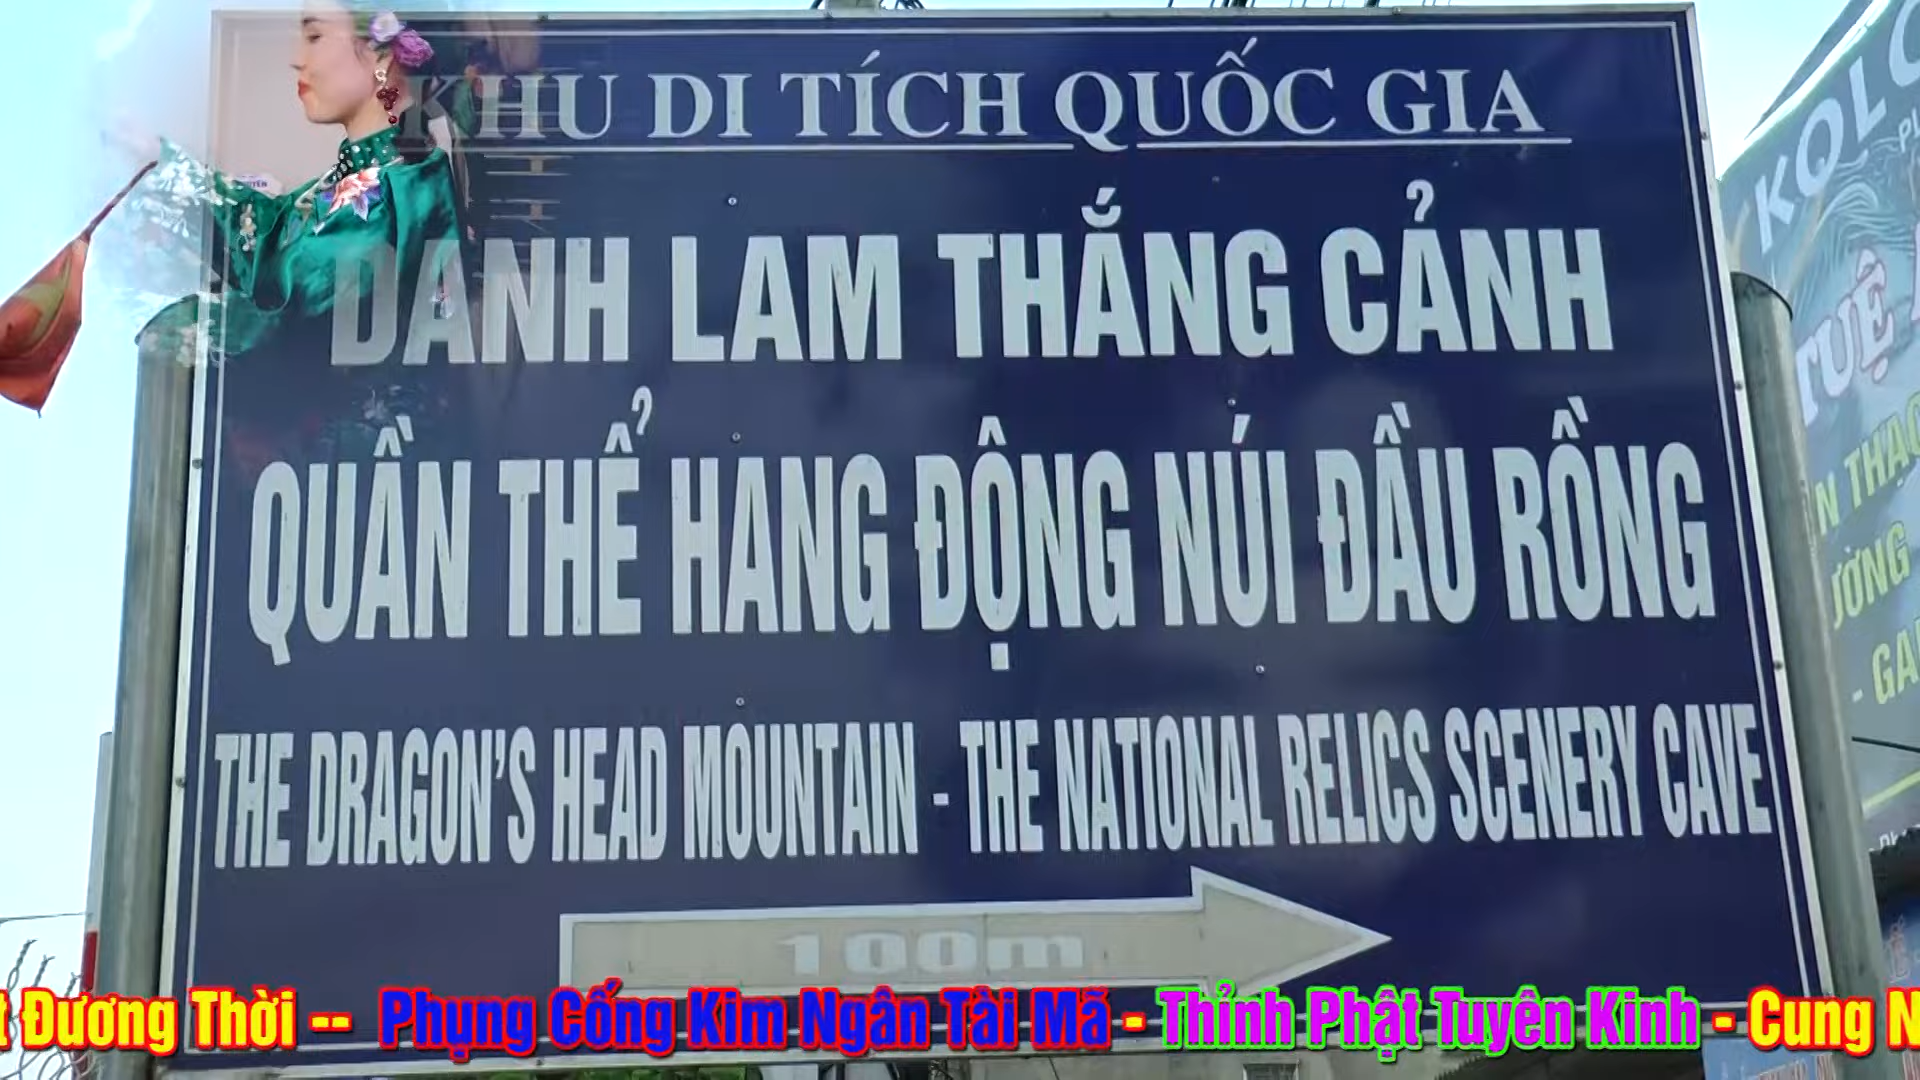 KHU DI TÍCH QUỐC GIA
DANH LAM THẮNG CẢNH
QUẦN THỂ HANG ĐỘNG NÚI ĐẦU RỒNG
THE DRAGON'S HEAD MOUNTAIN - THE NATIONAL RELICS SCENERY CAVE
100m
Đương Thời -- Phụng Cống Kim Ngân Tài Mã - Thỉnh Phật Tuyên Kinh - Cung
TUỆ